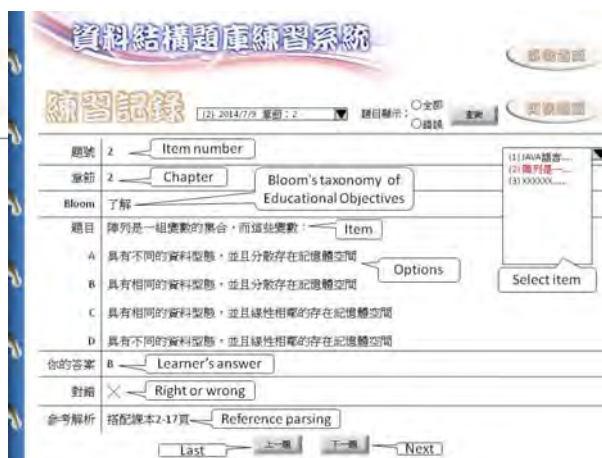 資料結構題庫練習系統
練習記錄
(2) 2014/7/9 章節：2
題目顯示：
全部
錯誤
查詢
題號 2 Item number
章節 2 Chapter
Bloom 了解 Bloom's taxonomy of Educational Objectives
題目 陣列是一組變數的集合，而這些變數： Item
A 具有不同的資料型態，並且分散存在記憶體空間
B 具有相同的資料型態，並且分散存在記憶體空間
Options
C 具有相同的資料型態，並且線性相鄰的存在記憶體空間
D 具有不同的資料型態，並且線性相鄰的存在記憶體空間
(1) JAVA語言....
(2) 陣列是一....
(3) XXXXXX.....
Select item
你的答案 B Learner's answer
對錯 ╳ Right or wrong
參考解析 搭配課本2-17頁 Reference parsing
Last 上一題 下一題 Next